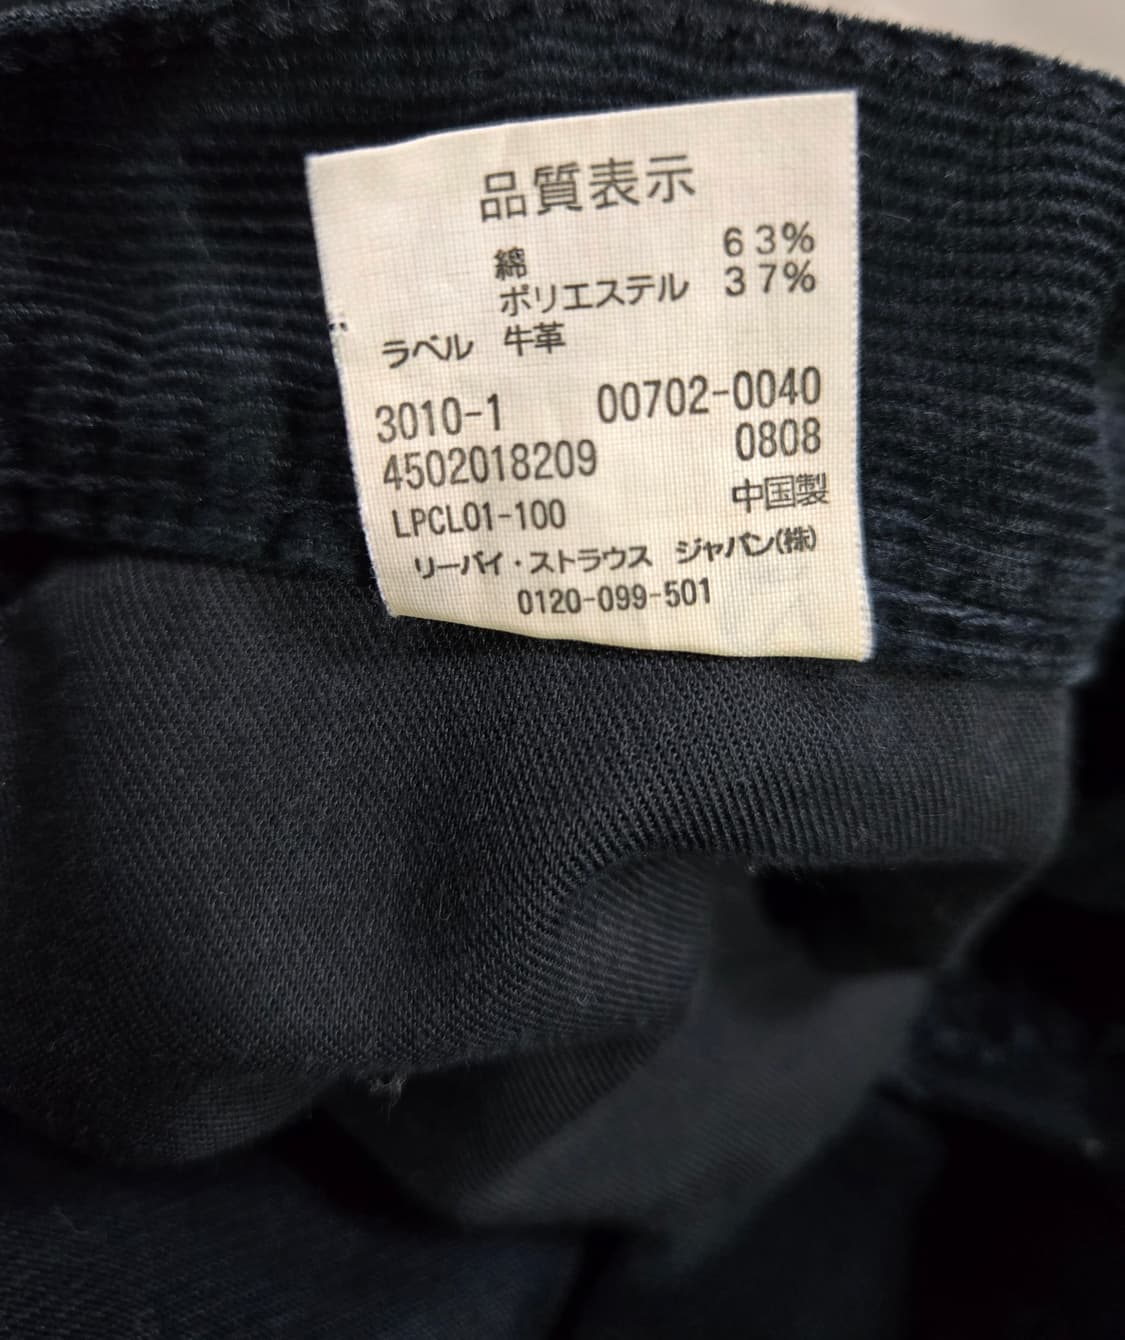 品質表示
綿 63%
ポリエステル 37%
ラベル 牛革
3010-1 00702-0040
4502018209 0808
LPCL01-100 中国製
リーバイ・ストラウス ジャパン(株)
0120-099-501